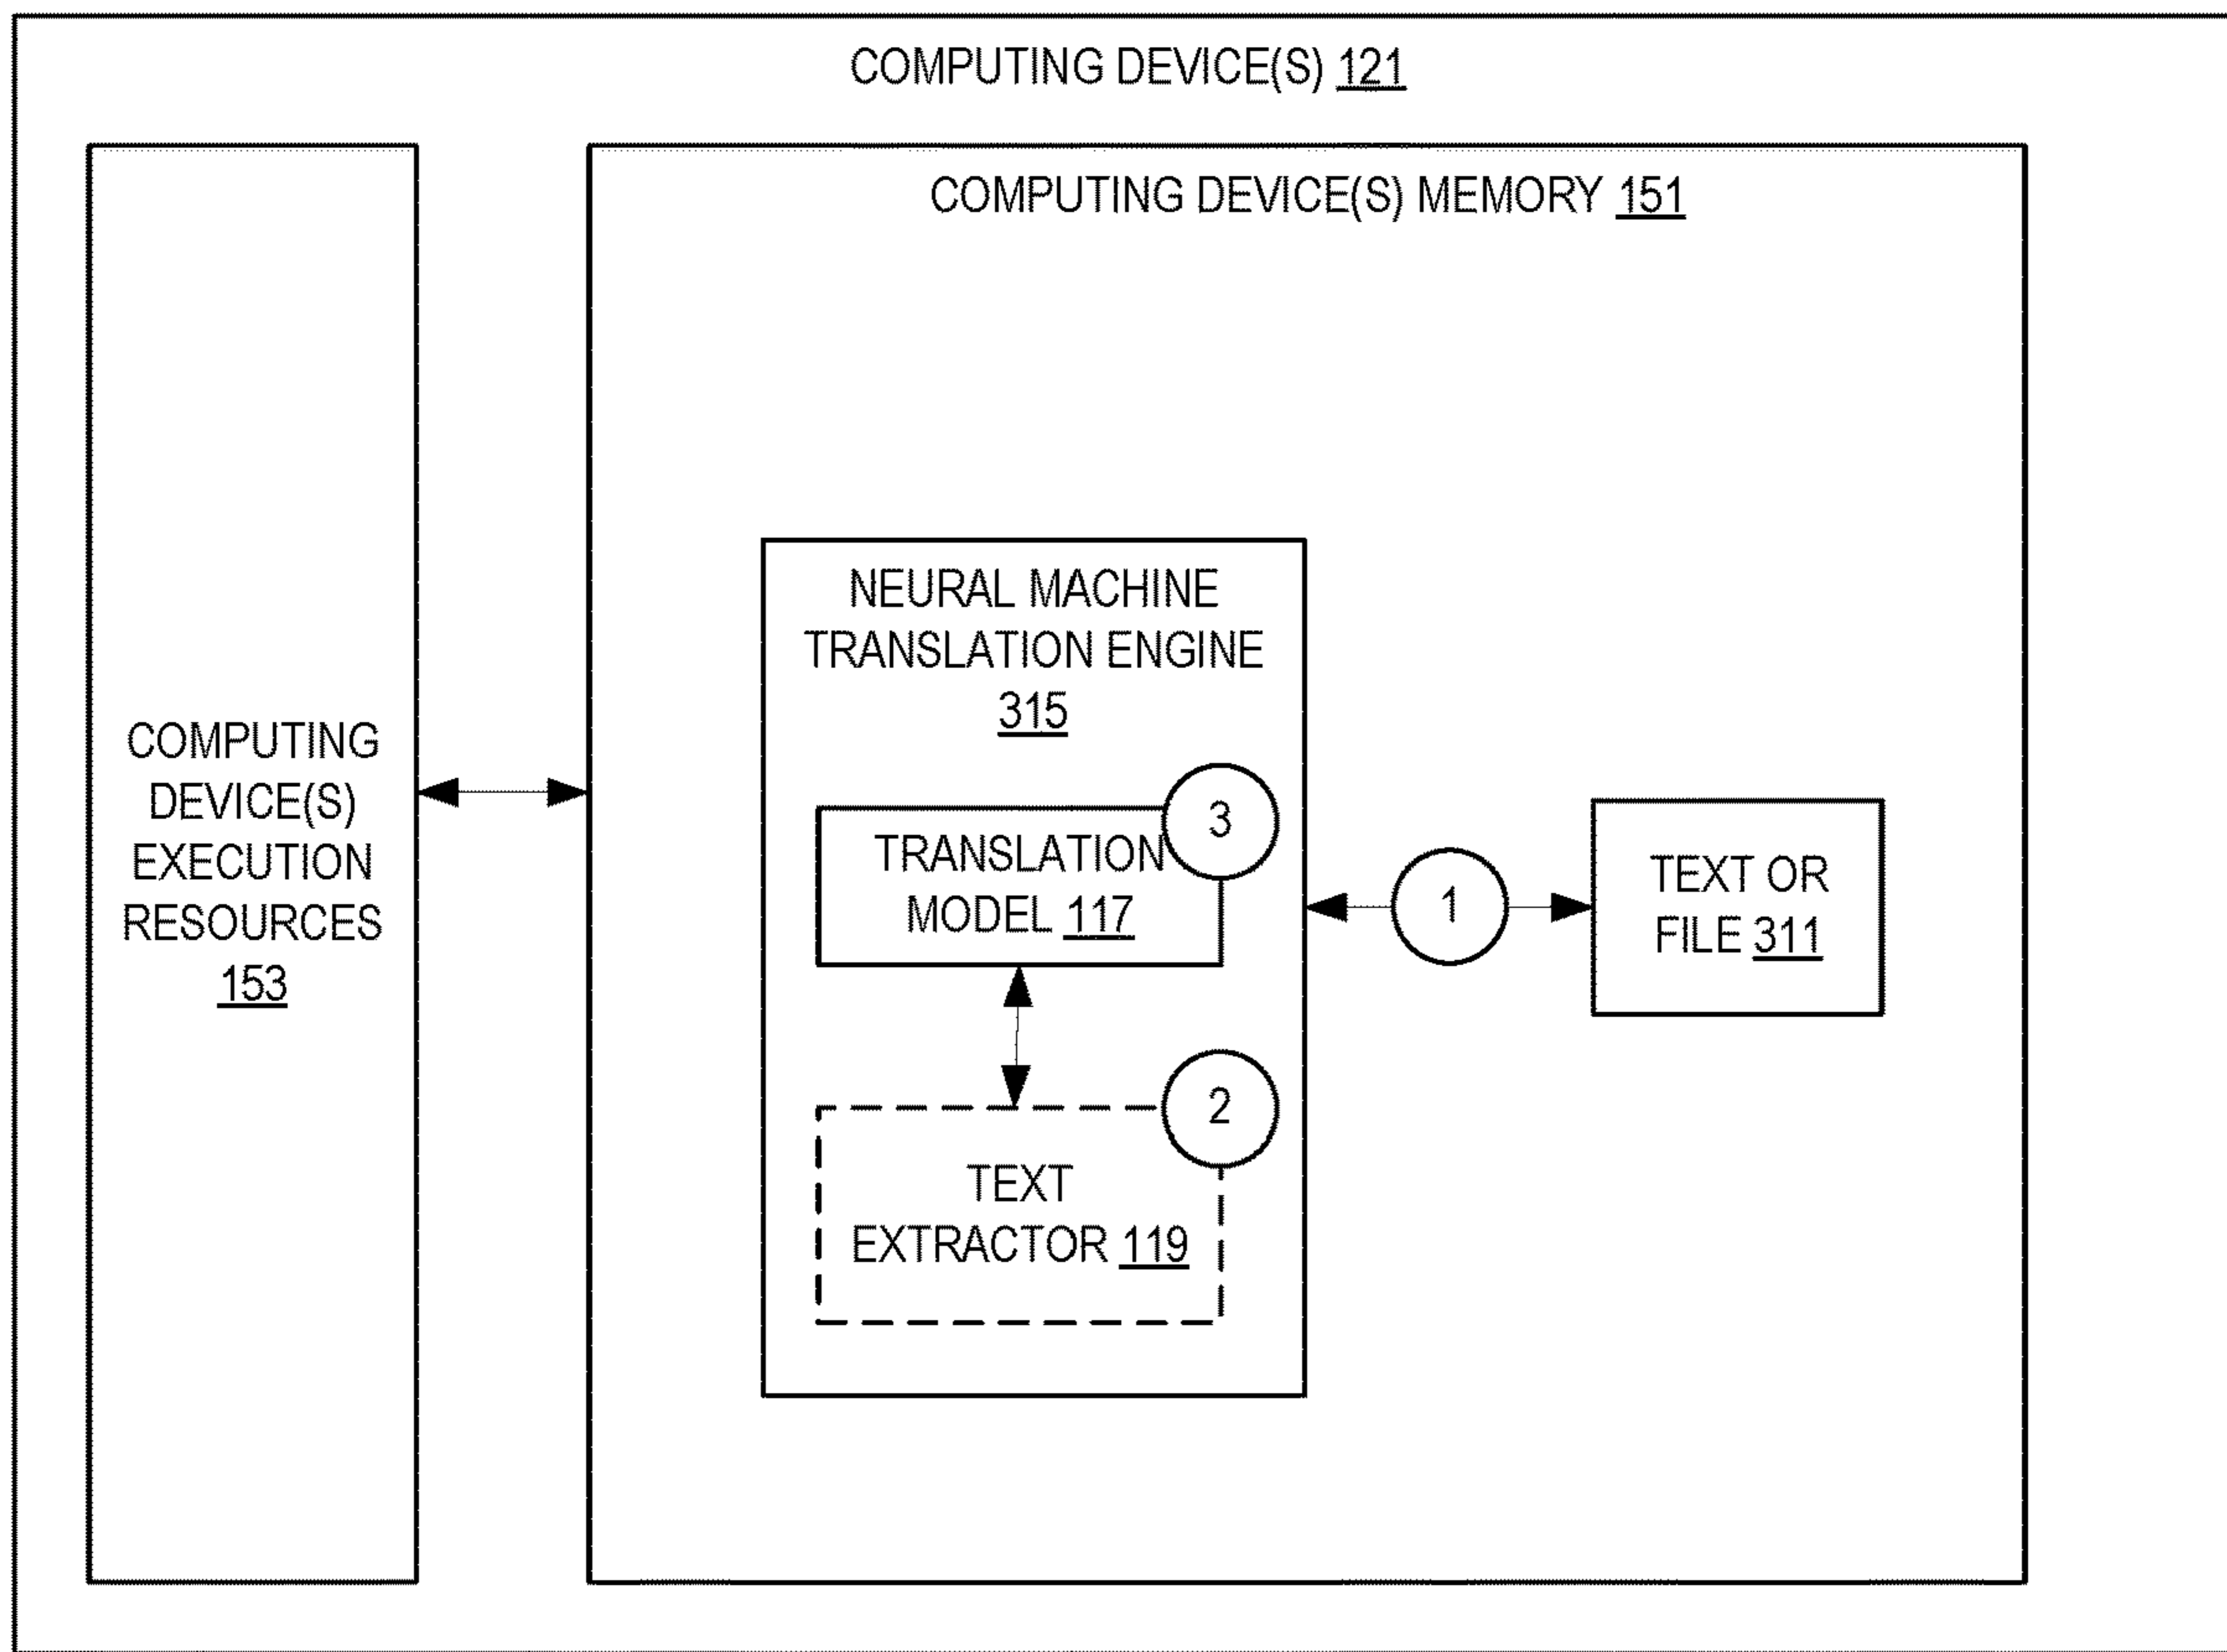 COMPUTING DEVICE(S) 121
COMPUTING DEVICE(S) MEMORY 151
COMPUTING
DEVICE(S)
EXECUTION
RESOURCES
153
NEURAL MACHINE
TRANSLATION ENGINE
315
3
TRANSLATION
MODEL 117
1
TEXT OR
FILE 311
2
TEXT
EXTRACTOR 119